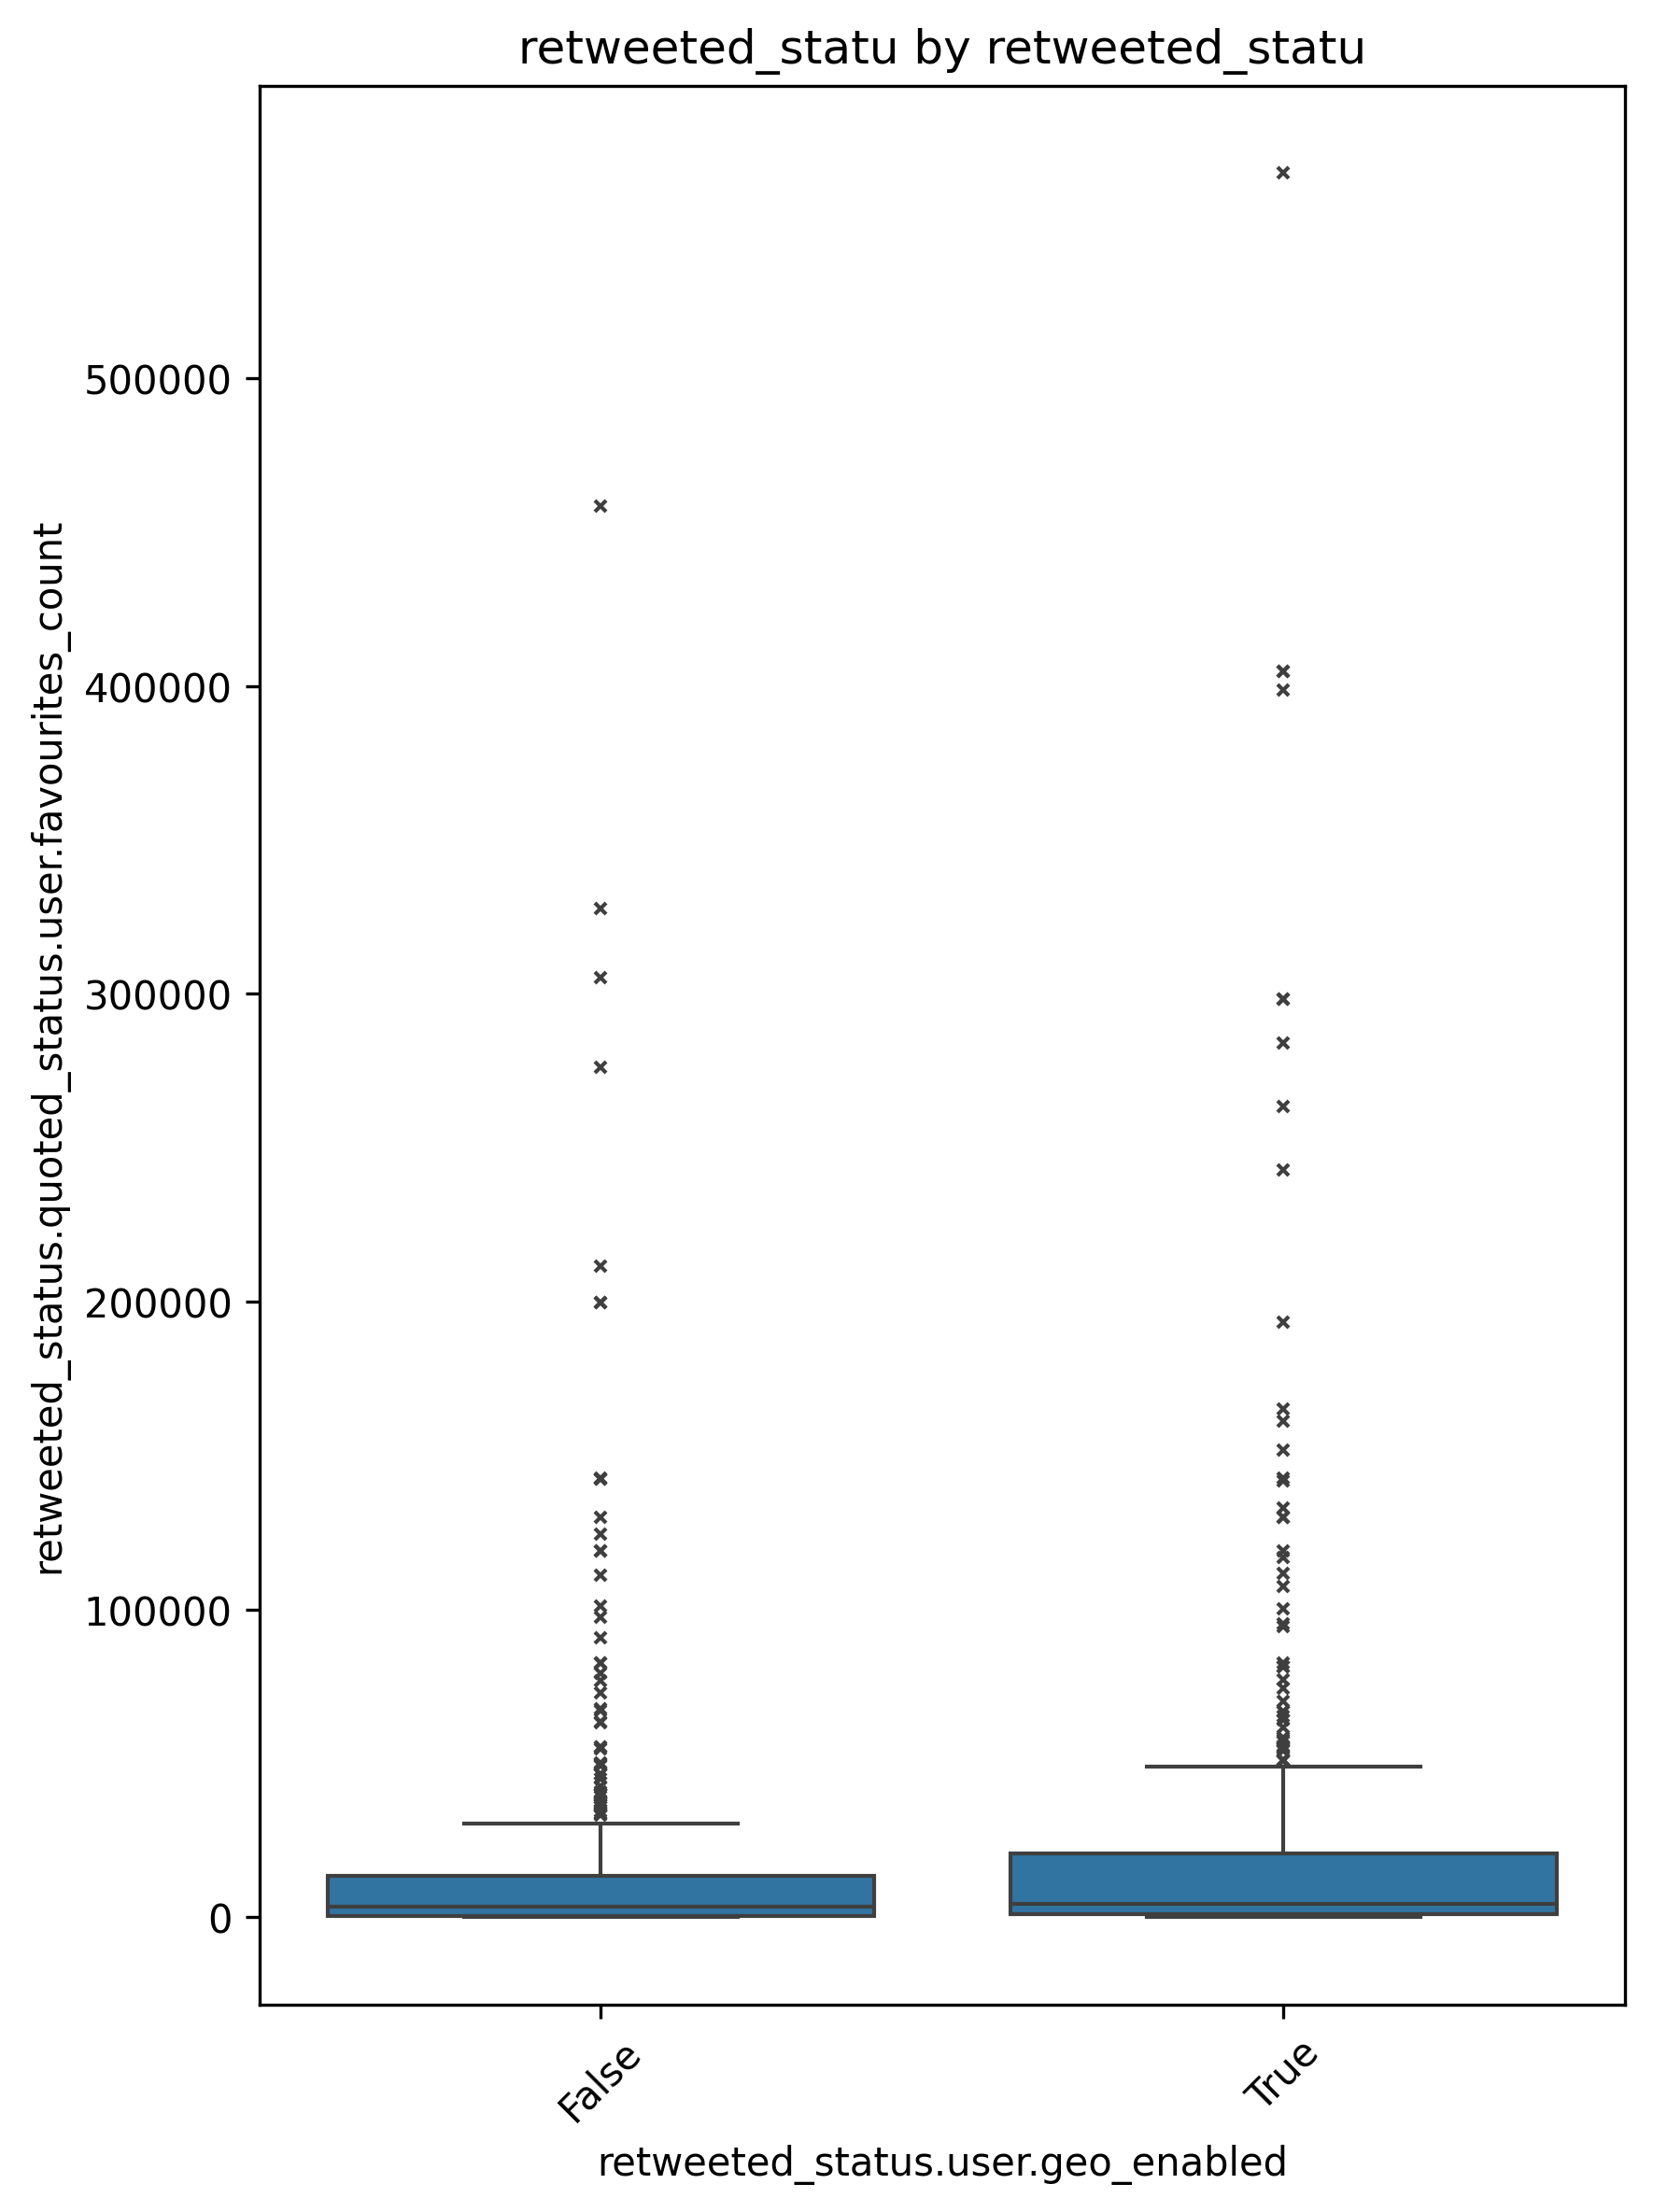 retweeted_statu by retweeted_statu
retweeted_status.quoted_status.user.favourites_count
500000
400000
300000
200000
100000
0
False
True
retweeted_status.user.geo_enabled